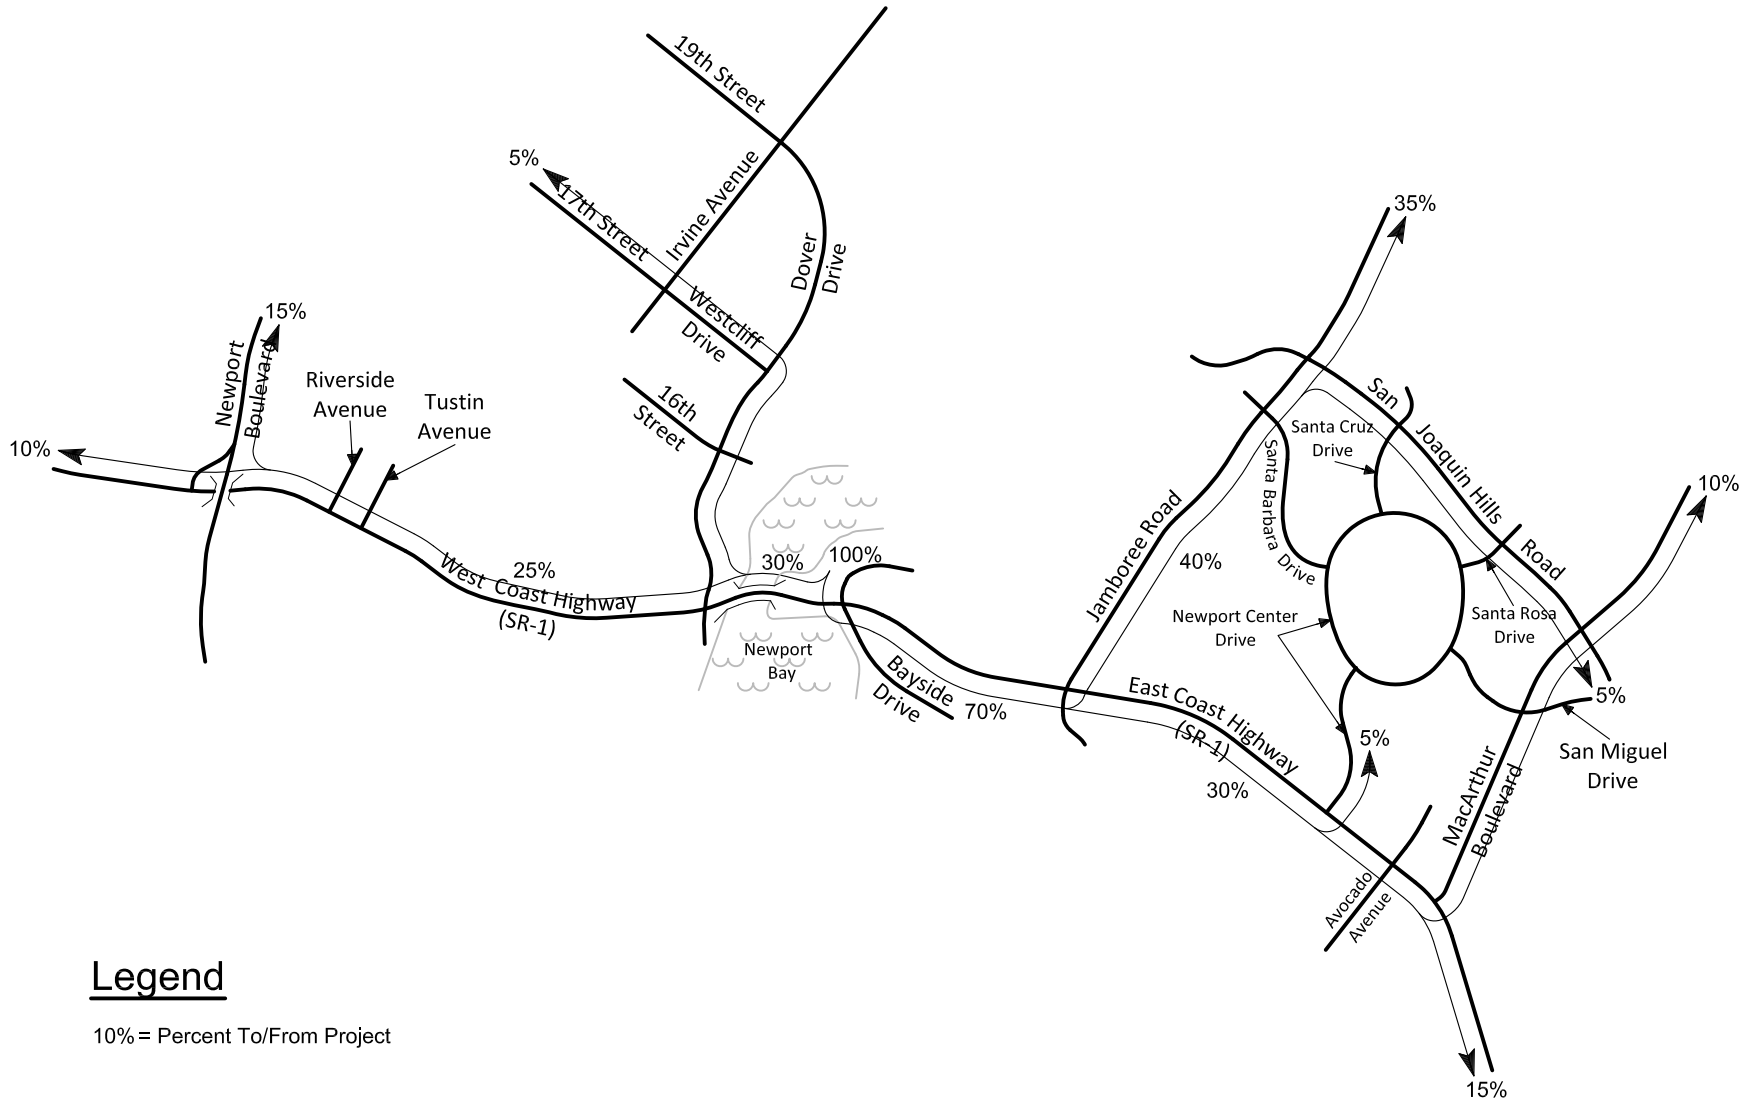 19th Street
5%
17th Street
Irvine Avenue
Dover
Drive
Westcliff
Drive
16th
Street
35%
15%
Newport
Boulevard
Riverside
Avenue
Tustin
Avenue
10%
San
Joaquin Hills
Road
Santa Cruz
Drive
Santa Barbara Drive
10%
Jamboree Road
40%
West Coast Highway
(SR-1)
25%
30%
100%
Newport
Bay
Bayside
Drive
70%
Newport Center
Drive
Santa Rosa
Drive
5%
East Coast Highway
(SR-1)
30%
5%
San Miguel
Drive
MacArthur
Boulevard
Avocado
Avenue
15%
Legend
10% = Percent To/From Project